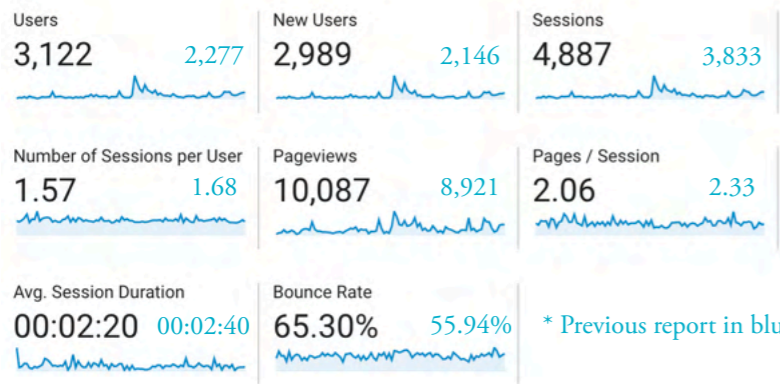 Users
3,122 2,277
New Users
2,989 2,146
Sessions
4,887 3,833
Number of Sessions per User
1.57 1.68
Pageviews
10,087 8,921
Pages / Session
2.06 2.33
Avg. Session Duration
00:02:20 00:02:40
Bounce Rate
65.30% 55.94%
* Previous report in blu